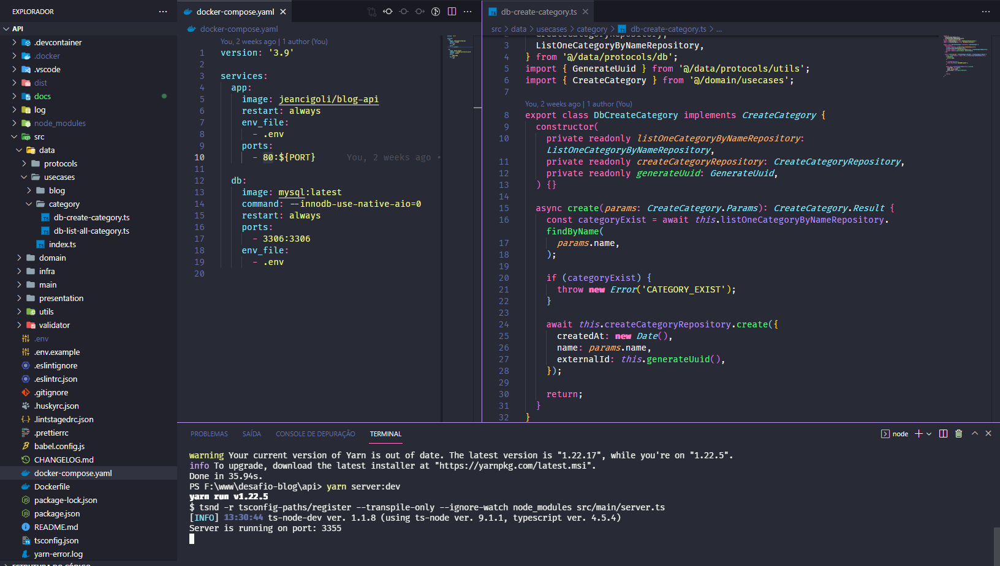 EXPLORADOR
API
.devcontainer
.docker
.vscode
dist
docs
log
node_modules
src
data
protocols
usecases
blog
category
db-create-category.ts
db-list-all-category.ts
index.ts
domain
infra
main
presentation
utils
validator
.env
.env.example
.eslintignore
.eslintrc.json
.gitignore
.huskyrc.json
.lintstagedrc.json
.prettierrc
babel.config.js
CHANGELOG.md
docker-compose.yaml
Dockerfile
package-lock.json
package.json
README.md
tsconfig.json
yarn-error.log
ESTRUTURA DO CÓDIGO
docker-compose.yaml
docker-compose.yaml
You, 2 weeks ago | 1 author (You)
1 version: '3.9'
2
3 services:
4 app:
5 image: jeancigoli/blog-api
6 restart: always
7 env_file:
8 - .env
9 ports:
10 - 80:${PORT} You, 2 weeks ago •
11
12 db:
13 image: mysql:latest
14 command: --innodb-use-native-aio=0
15 restart: always
16 ports:
17 - 3306:3306
18 env_file:
19 - .env
20
db-create-category.ts
src > data > usecases > category > db-create-category.ts > ...
2 CreateCategoryRepository,
3 ListOneCategoryByNameRepository,
4 } from '@/data/protocols/db';
5 import { GenerateUuid } from '@/data/protocols/utils';
6 import { CreateCategory } from '@/domain/usecases';
7
You, 2 weeks ago | 1 author (You)
8 export class DbCreateCategory implements CreateCategory {
9 constructor(
10 private readonly listOneCategoryByNameRepository:
ListOneCategoryByNameRepository,
11 private readonly createCategoryRepository: CreateCategoryRepository,
12 private readonly generateUuid: GenerateUuid,
13 ) {}
14
15 async create(params: CreateCategory.Params): CreateCategory.Result {
16 const categoryExist = await this.listOneCategoryByNameRepository.
findByName(
17 params.name,
18 );
19
20 if (categoryExist) {
21 throw new Error('CATEGORY_EXIST');
22 }
23
24 await this.createCategoryRepository.create({
25 createdAt: new Date(),
26 name: params.name,
27 externalId: this.generateUuid(),
28 });
29
30 return;
31 }
32 }
PROBLEMAS SAÍDA CONSOLE DE DEPURAÇÃO TERMINAL
node
warning Your current version of Yarn is out of date. The latest version is "1.22.17", while you're on "1.22.5".
info To upgrade, download the latest installer at "https://yarnpkg.com/latest.msi".
Done in 35.94s.
PS F:\www\desafio-blog\api> yarn server:dev
yarn run v1.22.5
$ tsnd -r tsconfig-paths/register --transpile-only --ignore-watch node_modules src/main/server.ts
[INFO] 13:30:44 ts-node-dev ver. 1.1.8 (using ts-node ver. 9.1.1, typescript ver. 4.5.4)
Server is running on port: 3355